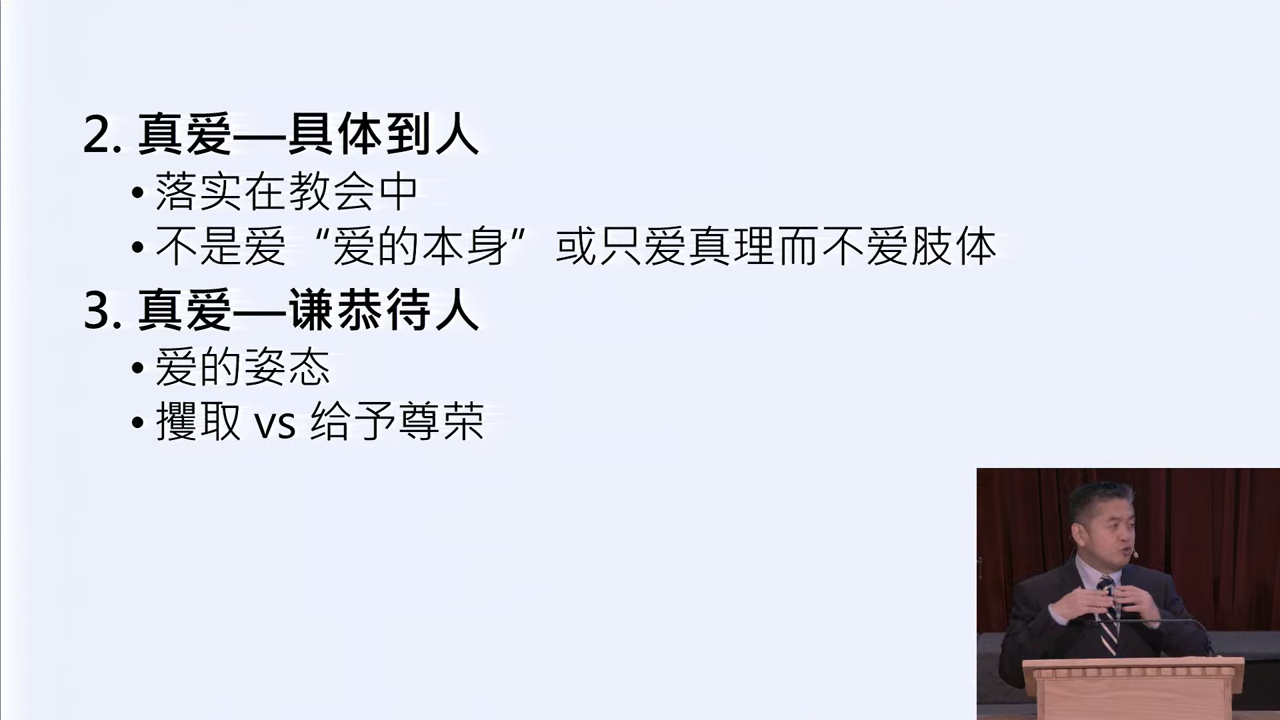 2. 真爱—具体到人
• 落实在教会中
• 不是爱“爱的本身”或只爱真理而不爱肢体
3. 真爱—谦恭待人
• 爱的姿态
• 攫取 vs 给予尊荣